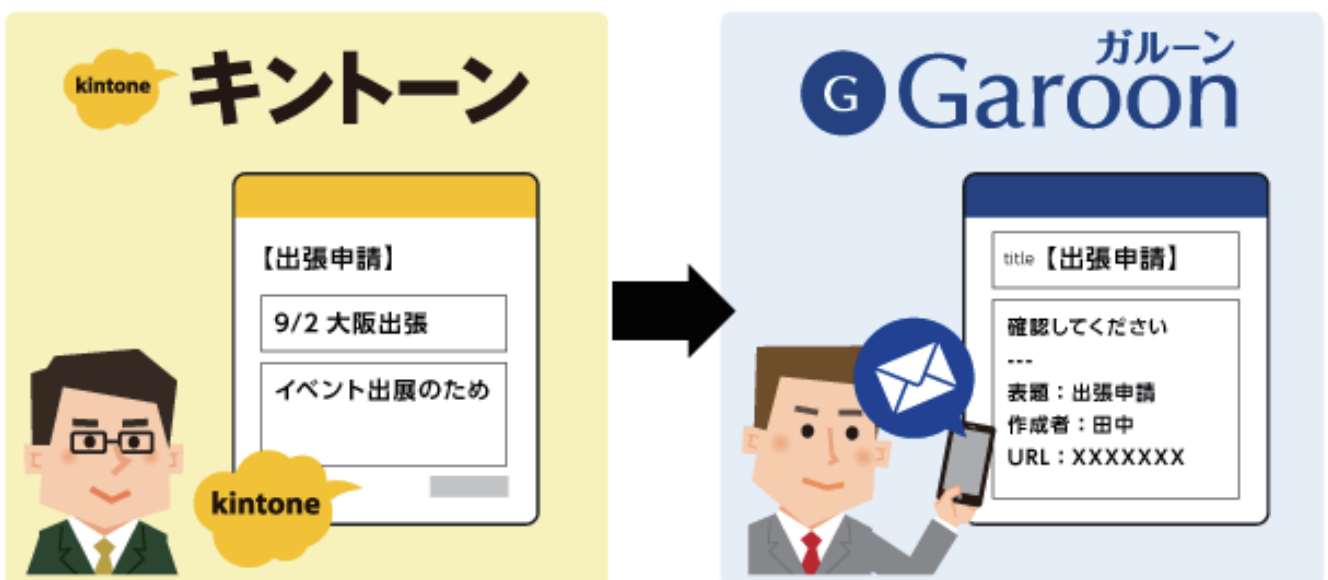 kintone
キントーン
【出張申請】
9/2 大阪出張
イベント出展のため
kintone
ガルーン
G Garoon
title 【出張申請】
確認してください
---
表題：出張申請
作成者：田中
URL：XXXXXXX